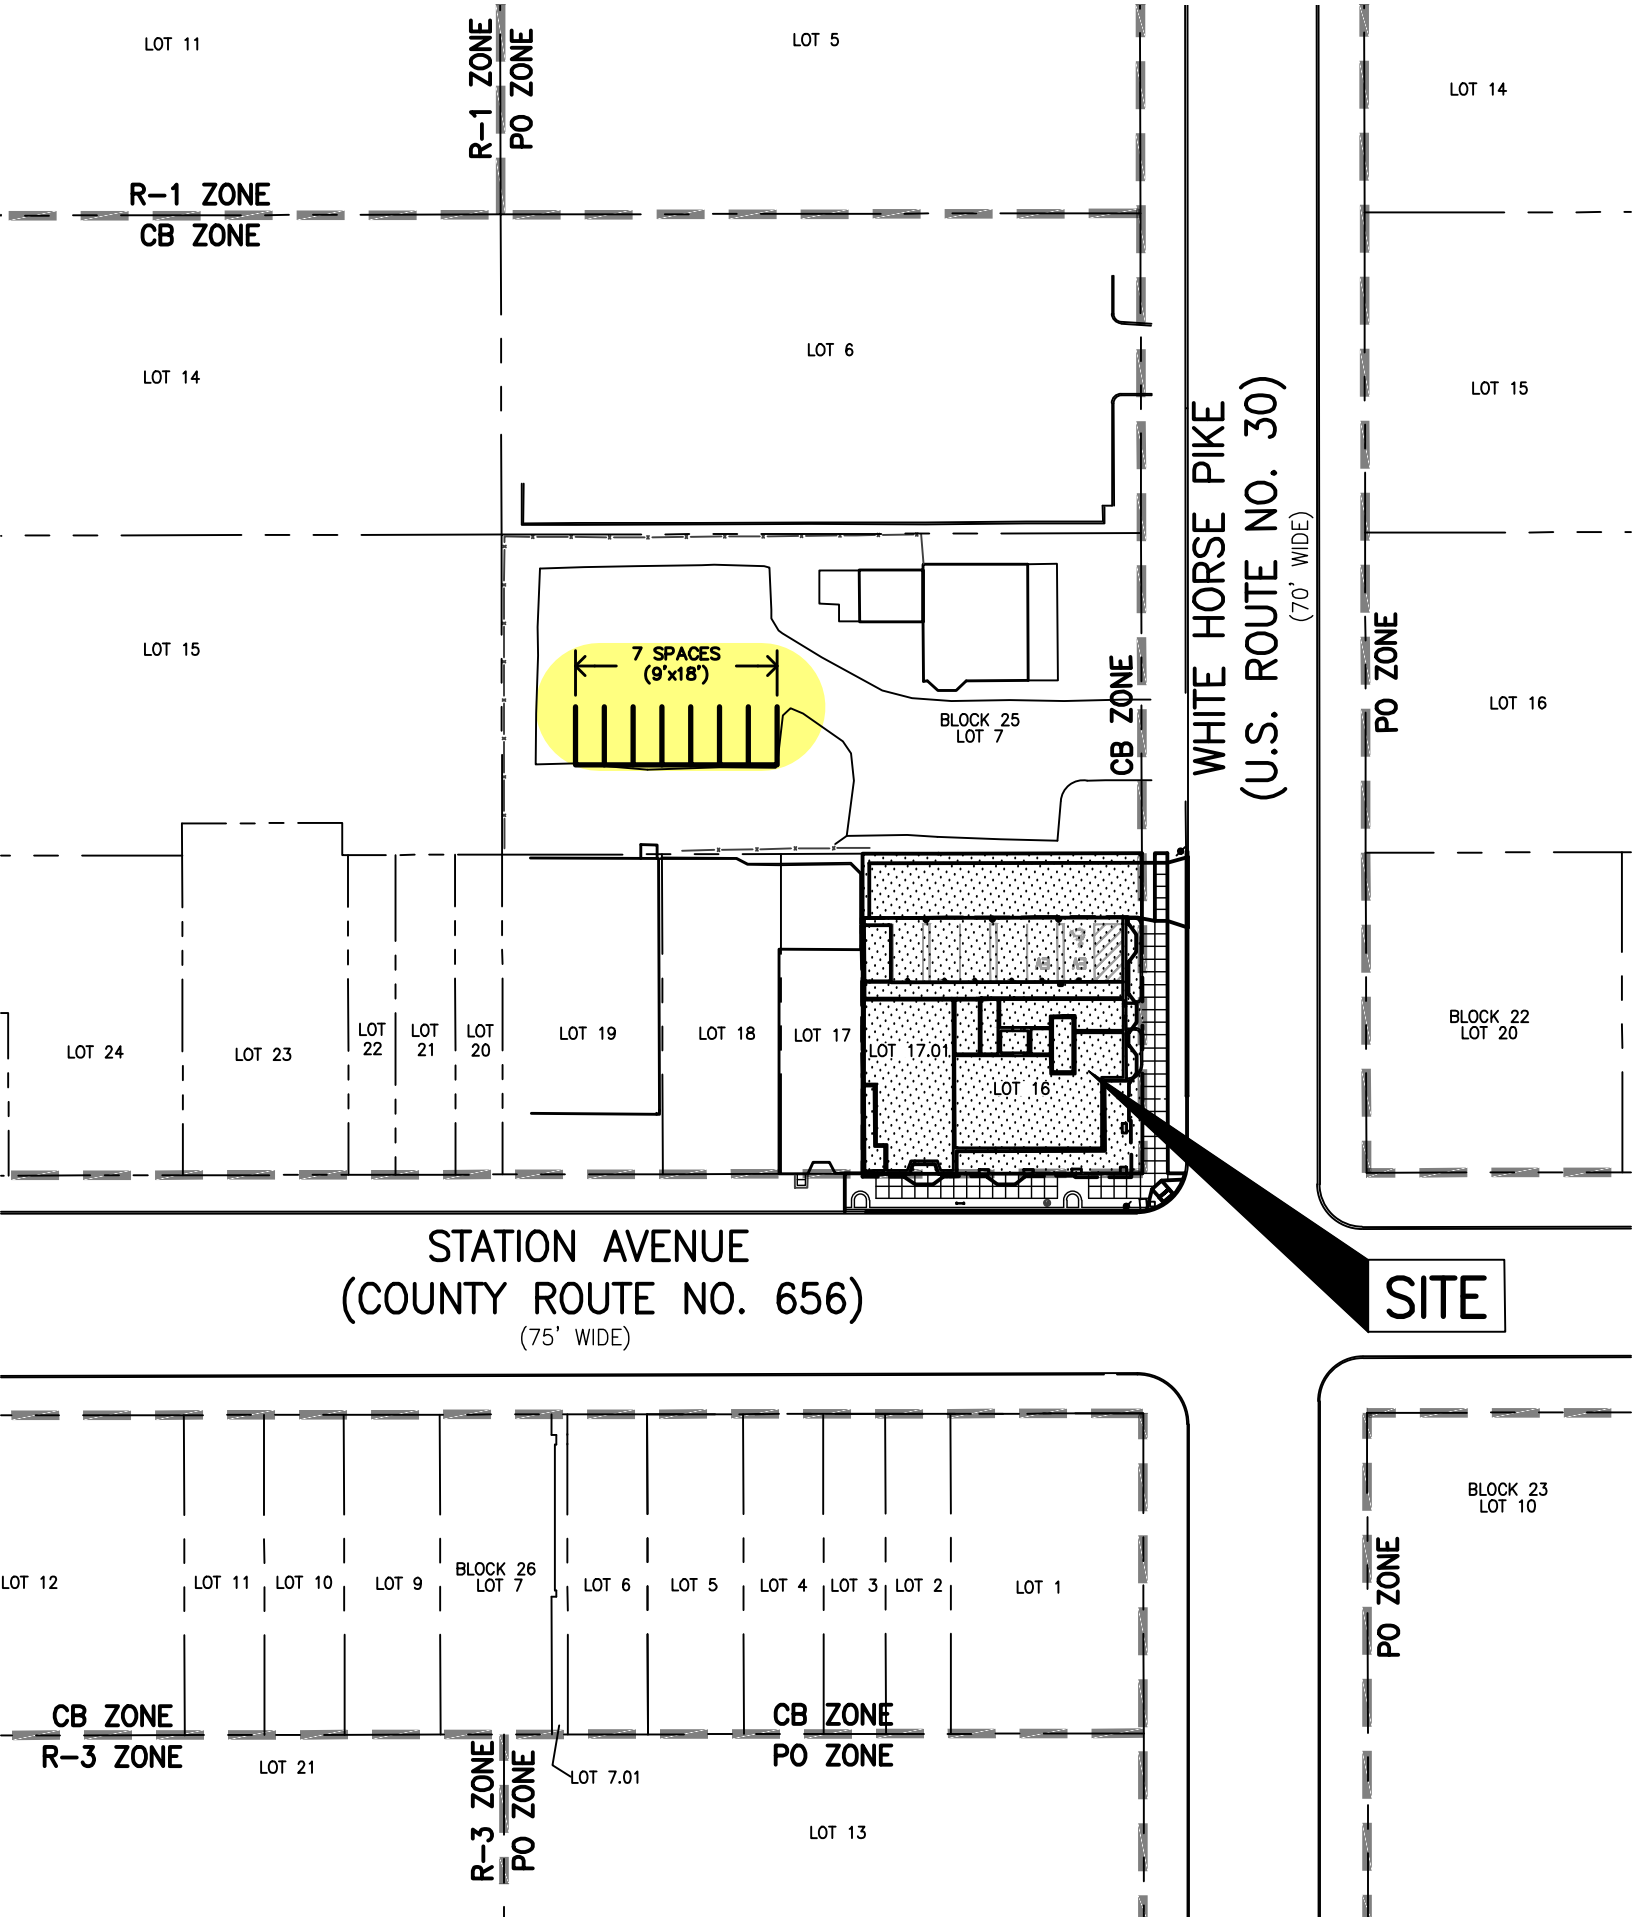 LOT 11
LOT 5
R-1 ZONE
PO ZONE
LOT 14
R-1 ZONE
CB ZONE
LOT 14
LOT 6
LOT 15
WHITE HORSE PIKE
(U.S. ROUTE NO. 30)
(70' WIDE)
LOT 15
7 SPACES
(9'x18')
BLOCK 25
LOT 7
CB ZONE
PO ZONE
LOT 16
LOT 24
LOT 23
LOT
22
LOT
21
LOT
20
LOT 19
LOT 18
LOT 17
LOT 17.01
LOT 16
BLOCK 22
LOT 20
STATION AVENUE
(COUNTY ROUTE NO. 656)
(75' WIDE)
SITE
LOT 12
LOT 11
LOT 10
LOT 9
BLOCK 26
LOT 7
LOT 6
LOT 5
LOT 4
LOT 3
LOT 2
LOT 1
BLOCK 23
LOT 10
PO ZONE
CB ZONE
R-3 ZONE
CB ZONE
PO ZONE
LOT 21
R-3 ZONE
PO ZONE
LOT 7.01
LOT 13